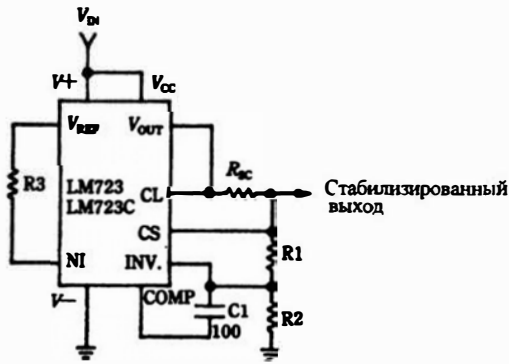 VIN
V+
VCC
VREF
VOUT
R3
LM723
LM723C
CL
RSC
Стабилизированный
выход
CS
R1
NI
INV.
V−
COMP
C1
100
R2